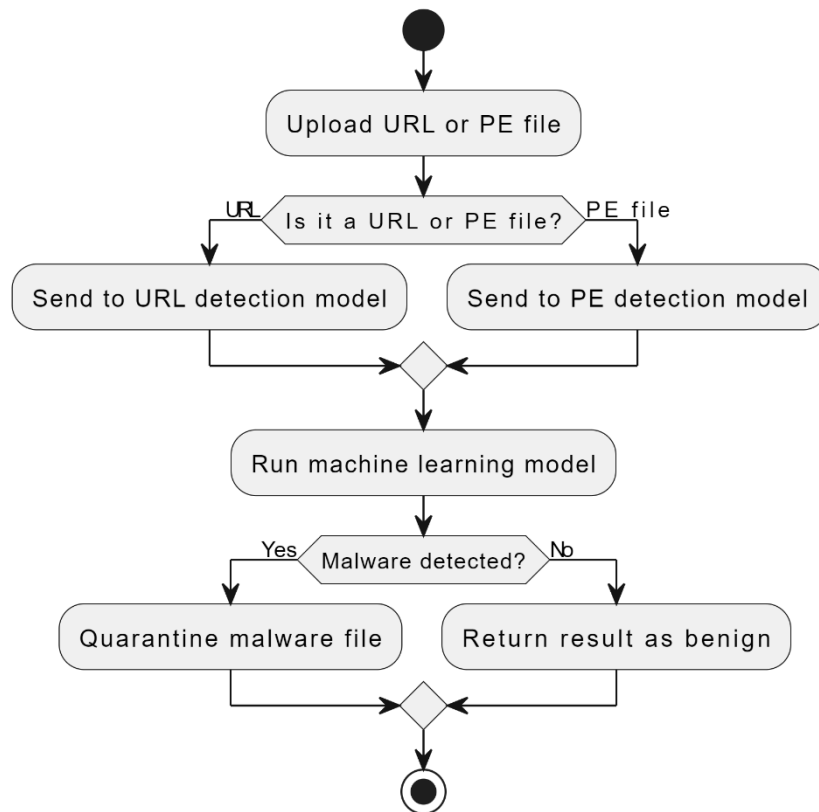 Upload URL or PE file
URL
Is it a URL or PE file?
PE file
Send to URL detection model
Send to PE detection model
Run machine learning model
Yes
Malware detected?
No
Quarantine malware file
Return result as benign